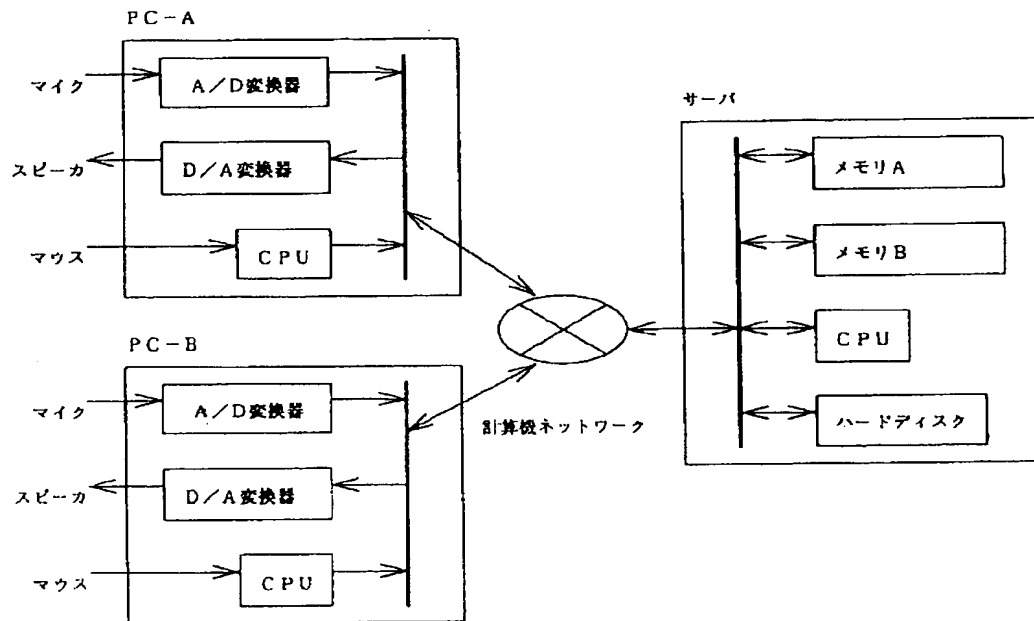 PC-A
マイク
A/D変換器
スピーカ
D/A変換器
マウス
CPU
PC-B
マイク
A/D変換器
スピーカ
D/A変換器
マウス
CPU
計算機ネットワーク
サーバ
メモリA
メモリB
CPU
ハードディスク